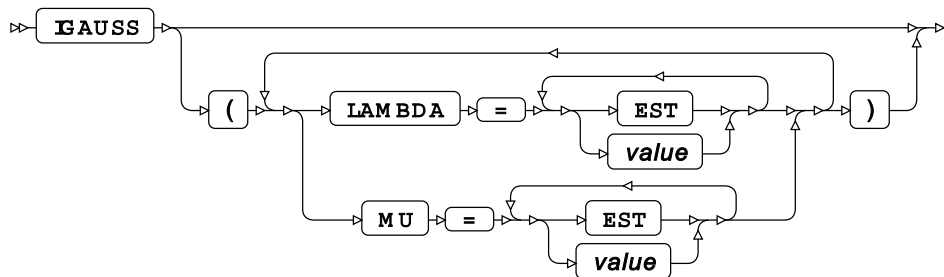 IGAUSS
( LAMBDA = EST )
value
MU = EST
value